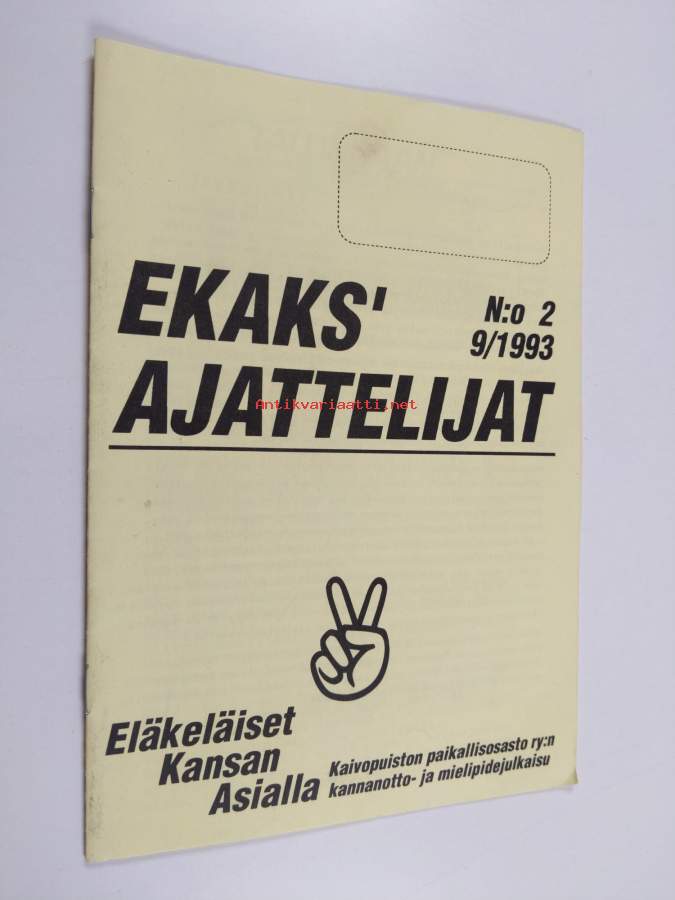 EKAKS'
N:o 2
9/1993
AJATTELIJAT
Antikvariaatti.net
Eläkeläiset
Kansan
Asialla
Kaivopuiston paikallisosasto ry:n
kannanotto- ja mielipidejulkaisu